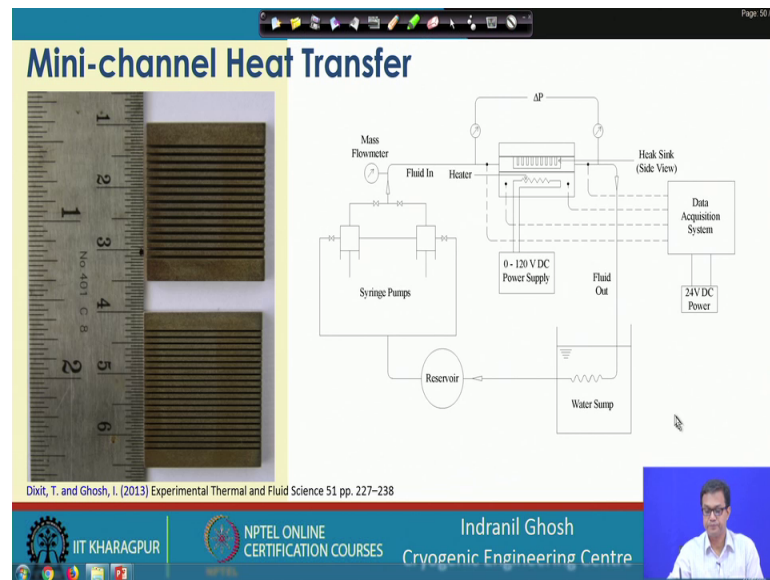 Page: 50
Mini-channel Heat Transfer
1
2
3
4
5
6
1
2
No.401 C 8
ΔP
Mass
Flowmeter
Fluid In
Heater
Heak Sink
(Side View)
Data
Acquisition
System
0 - 120 V DC
Power Supply
Fluid
Out
24V DC
Power
Syringe Pumps
Reservoir
Water Sump
Dixit, T. and Ghosh, I. (2013) Experimental Thermal and Fluid Science 51 pp. 227–238
IIT KHARAGPUR
NPTEL ONLINE
CERTIFICATION COURSES
Indranil Ghosh
Cryogenic Engineering Centre